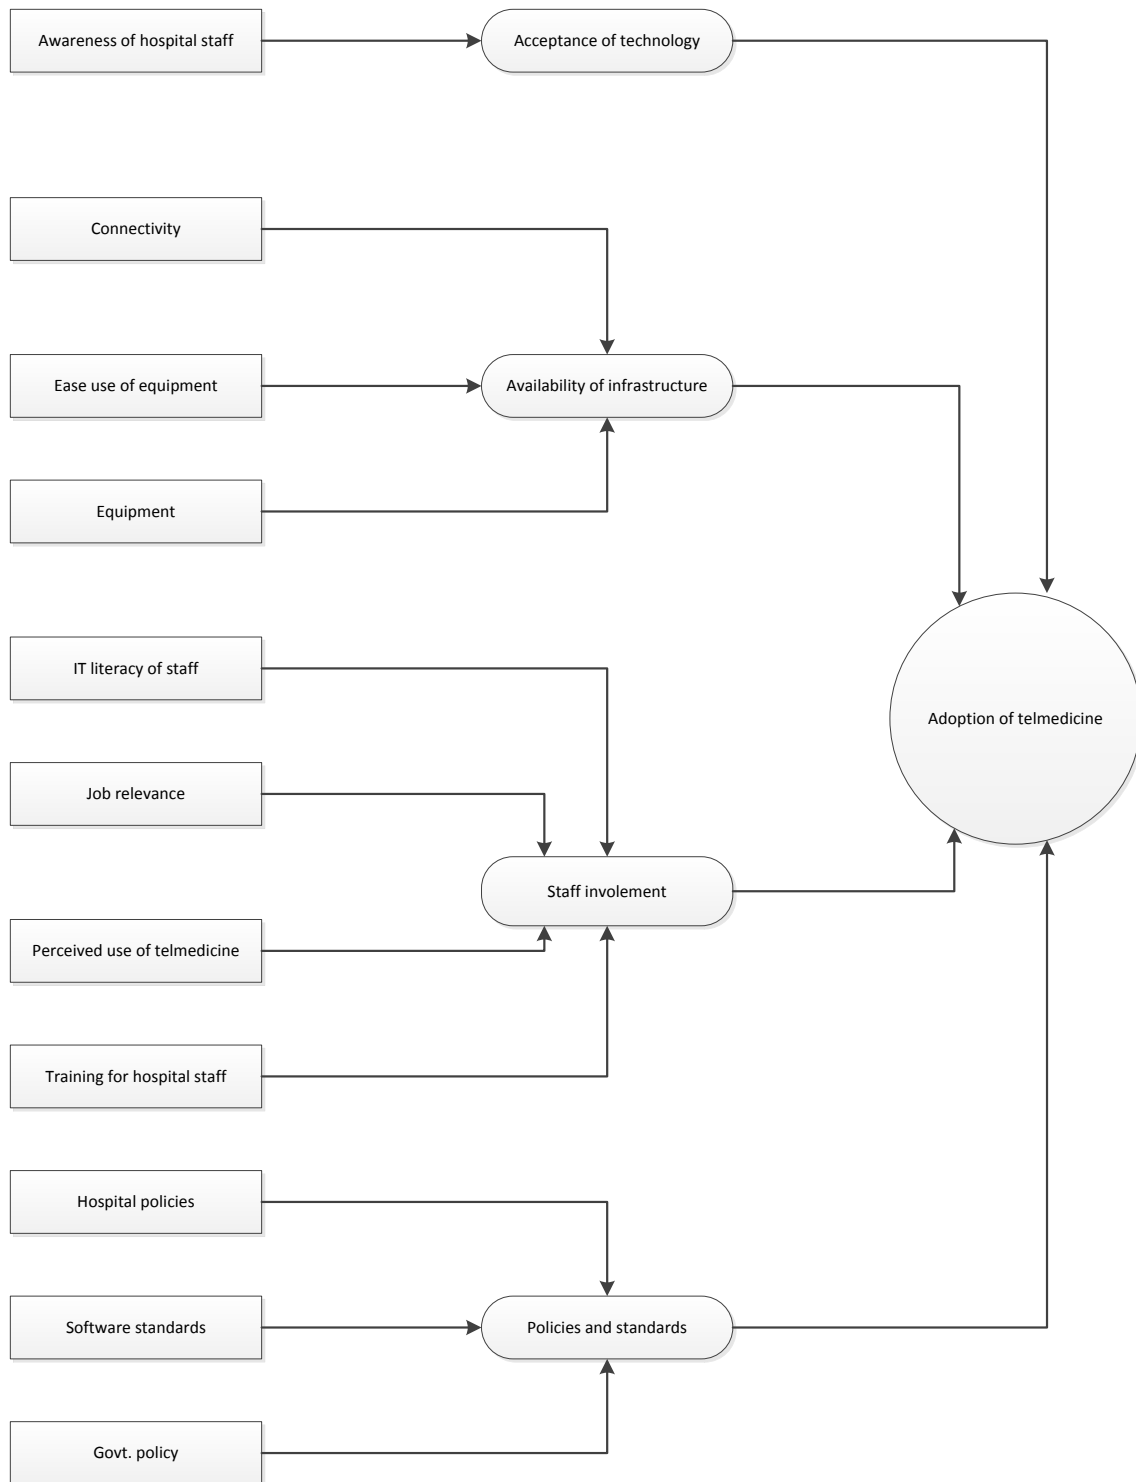 Awareness of hospital staff
Acceptance of technology
Connectivity
Ease use of equipment
Availability of infrastructure
Equipment
IT literacy of staff
Adoption of telmedicine
Job relevance
Staff involement
Perceived use of telmedicine
Training for hospital staff
Hospital policies
Software standards
Policies and standards
Govt. policy